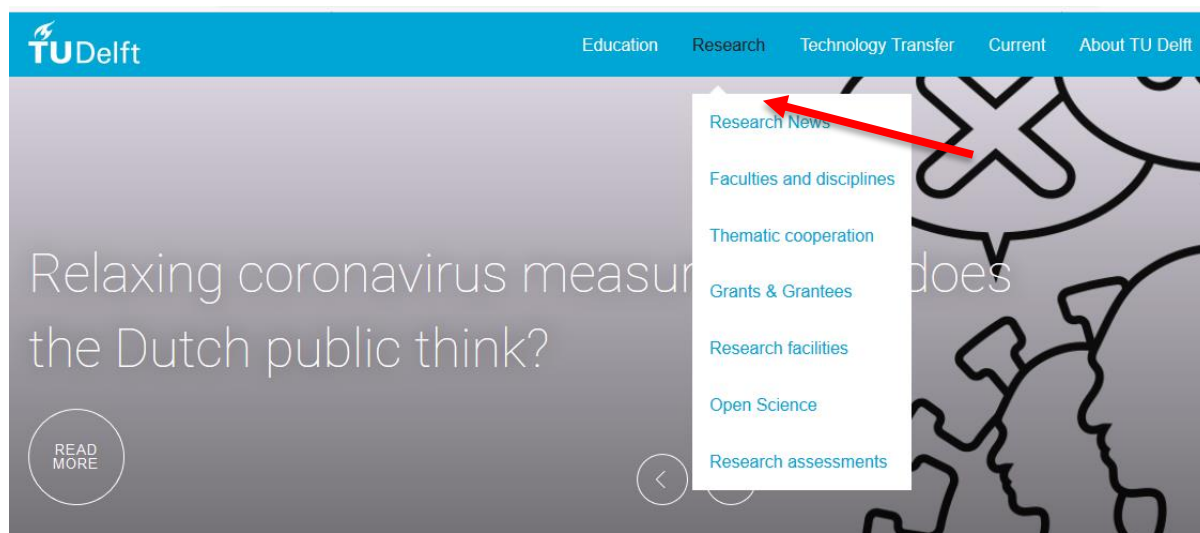 TUDelft
Education Research Technology Transfer Current About TU Delft
Research News
Faculties and disciplines
Thematic cooperation
Grants & Grantees
Research facilities
Open Science
Research assessments
Relaxing coronavirus measur does
the Dutch public think?
READ
MORE